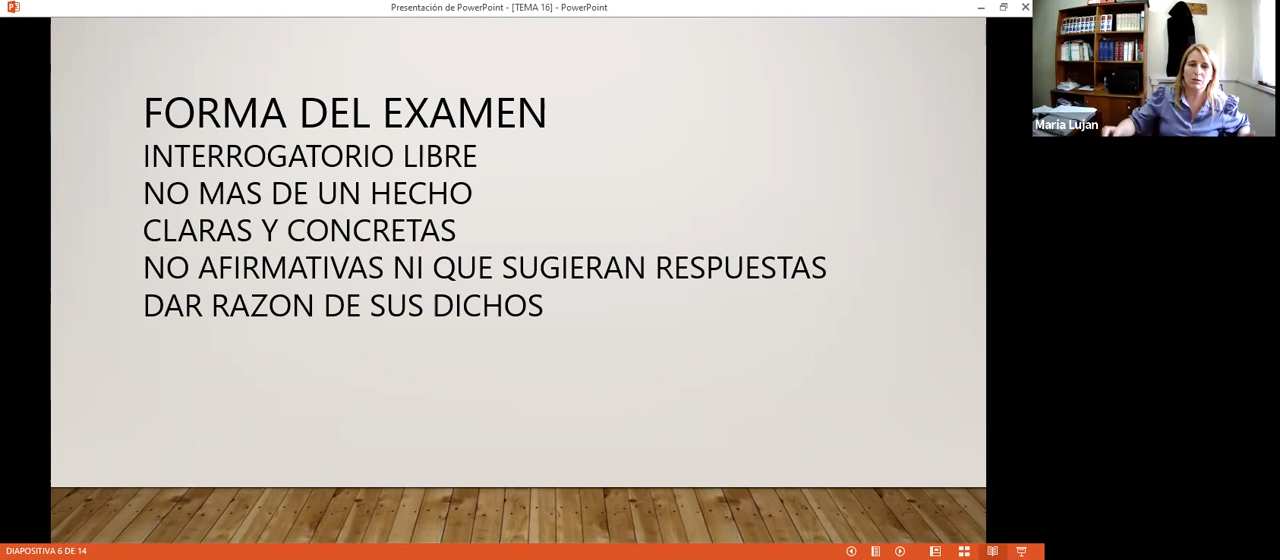 Presentación de PowerPoint - [TEMA 16] - PowerPoint
FORMA DEL EXAMEN
INTERROGATORIO LIBRE
NO MAS DE UN HECHO
CLARAS Y CONCRETAS
NO AFIRMATIVAS NI QUE SUGIERAN RESPUESTAS
DAR RAZON DE SUS DICHOS
Maria Lujan
DIAPOSITIVA 6 DE 14